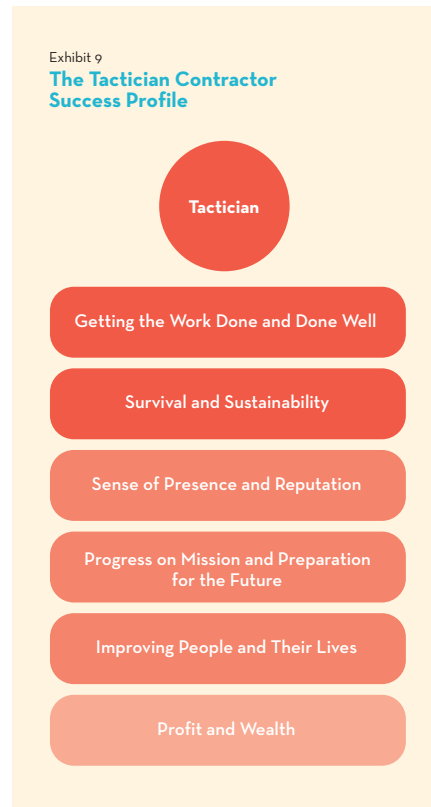 Exhibit 9
The Tactician Contractor
Success Profile
Tactician
Getting the Work Done and Done Well
Survival and Sustainability
Sense of Presence and Reputation
Progress on Mission and Preparation
for the Future
Improving People and Their Lives
Profit and Wealth